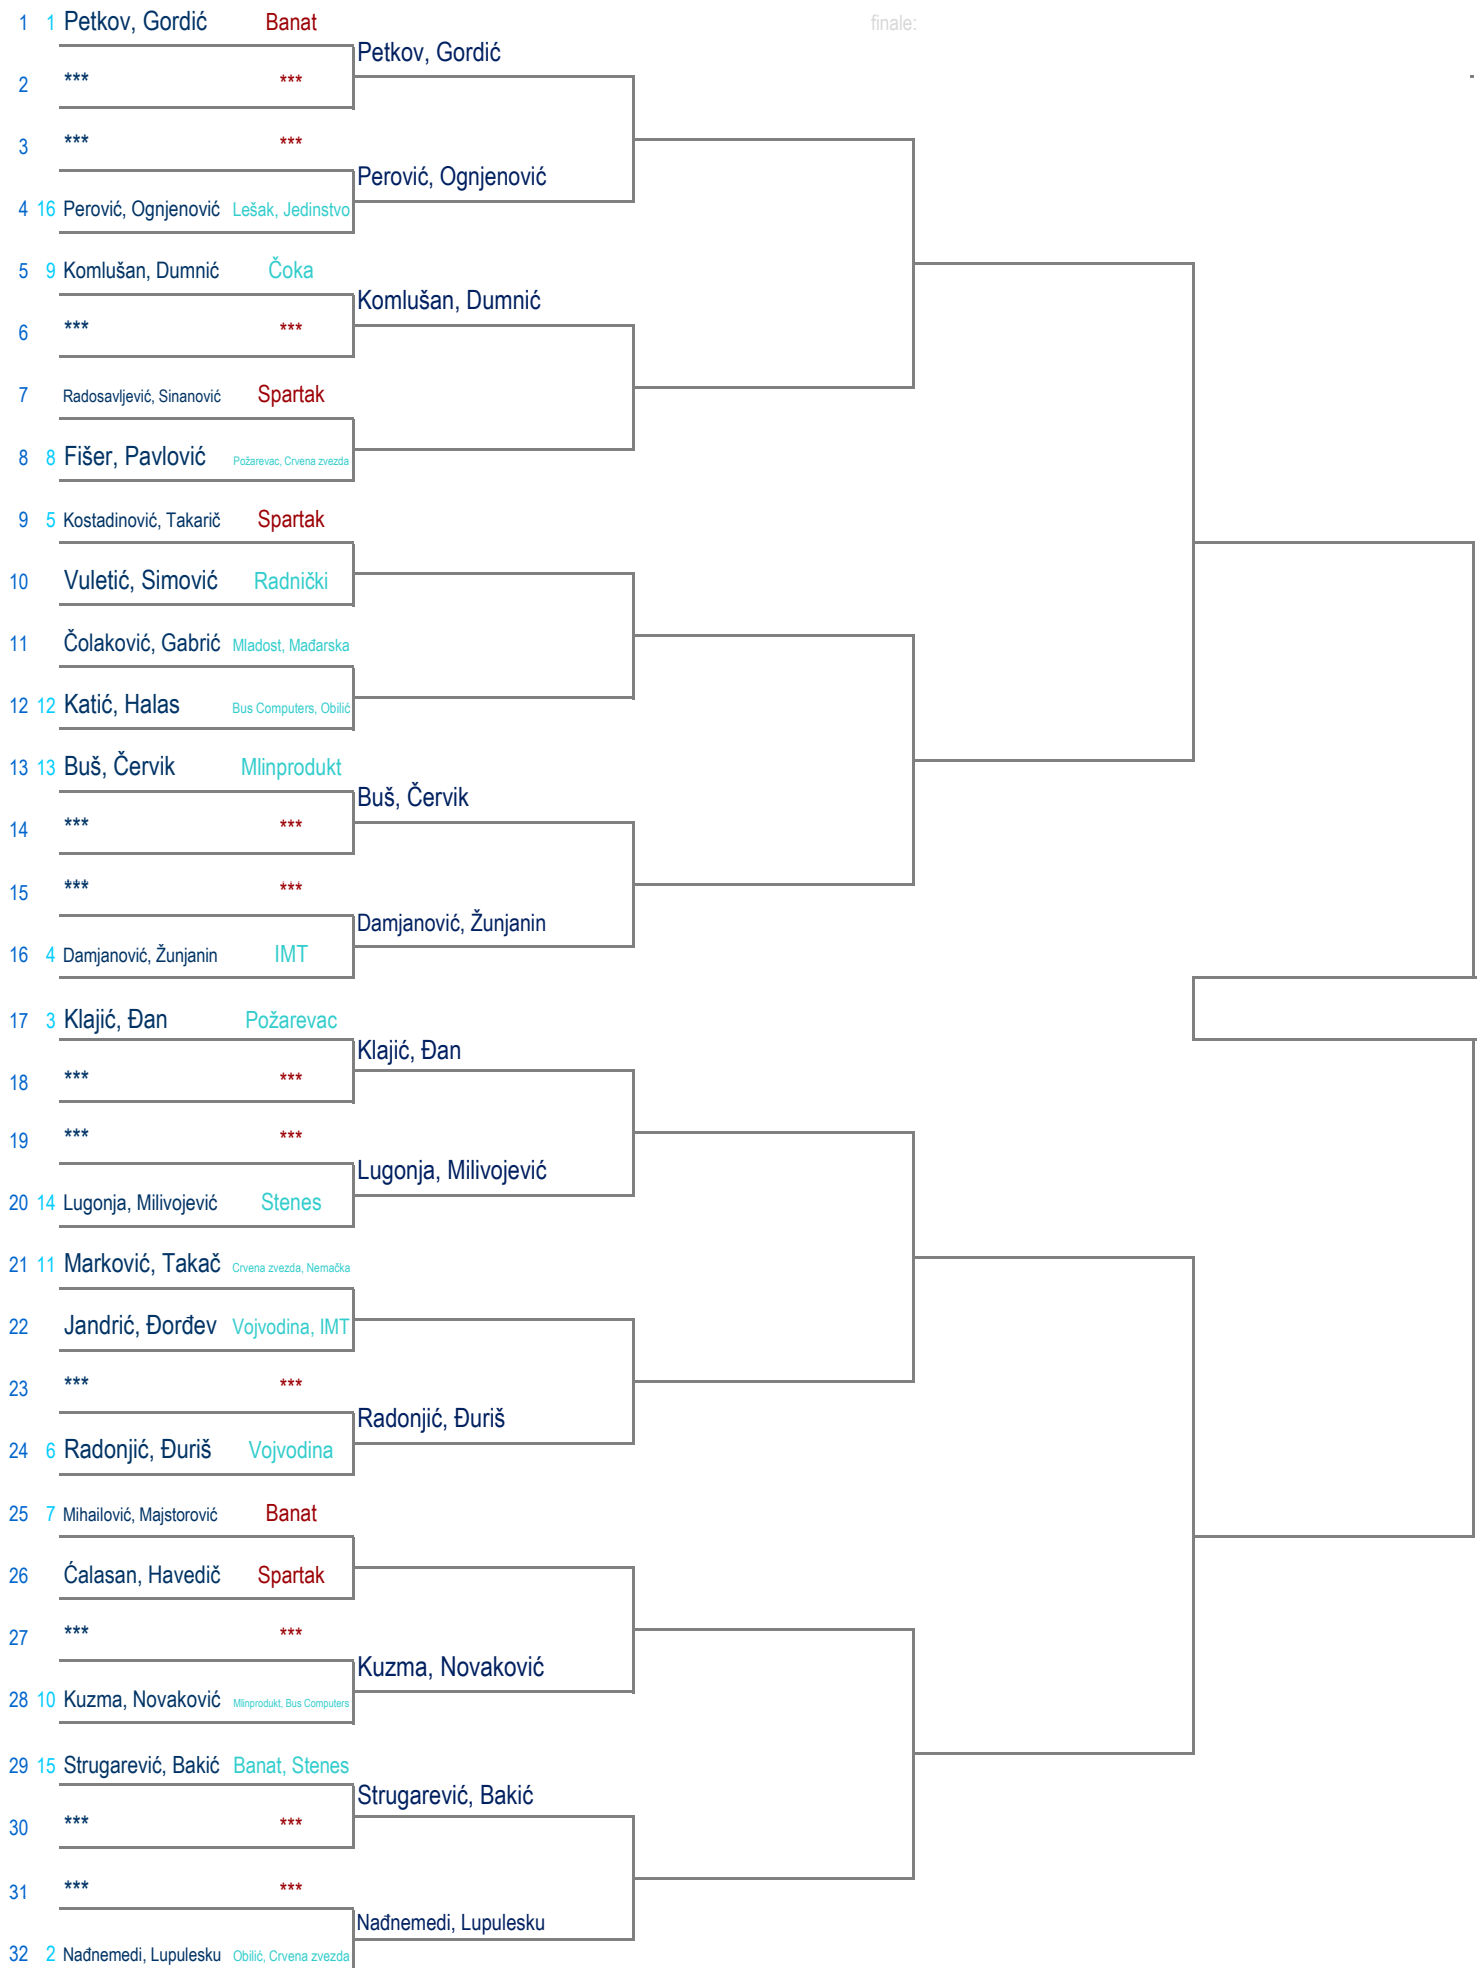 1 1 Petkov, Gordić Banat
finale:
Petkov, Gordić
2 *** ***
3 *** ***
Perović, Ognjenović
4 16 Perović, Ognjenović Lešak, Jedinstvo
5 9 Komlušan, Dumnić Čoka
Komlušan, Dumnić
6 *** ***
7 Radosavljević, Sinanović Spartak
8 8 Fišer, Pavlović Požarevac, Crvena zvezda
9 5 Kostadinović, Takarič Spartak
10 Vuletić, Simović Radnički
11 Čolaković, Gabrić Mladost, Mađarska
12 12 Katić, Halas Bus Computers, Obilić
13 13 Buš, Červik Mlinprodukt
Buš, Červik
14 *** ***
15 *** ***
Damjanović, Žunjanin
16 4 Damjanović, Žunjanin IMT
17 3 Klajić, Đan Požarevac
Klajić, Đan
18 *** ***
19 *** ***
Lugonja, Milivojević
20 14 Lugonja, Milivojević Stenes
21 11 Marković, Takač Crvena zvezda, Nemačka
22 Jandrić, Đorđev Vojvodina, IMT
23 *** ***
Radonjić, Đuriš
24 6 Radonjić, Đuriš Vojvodina
25 7 Mihailović, Majstorović Banat
26 Ćalasan, Havedič Spartak
27 *** ***
Kuzma, Novaković
28 10 Kuzma, Novaković Mlinprodukt, Bus Computers
29 15 Strugarević, Bakić Banat, Stenes
Strugarević, Bakić
30 *** ***
31 *** ***
Nađnemedi, Lupulesku
32 2 Nađnemedi, Lupulesku Obilić, Crvena zvezda